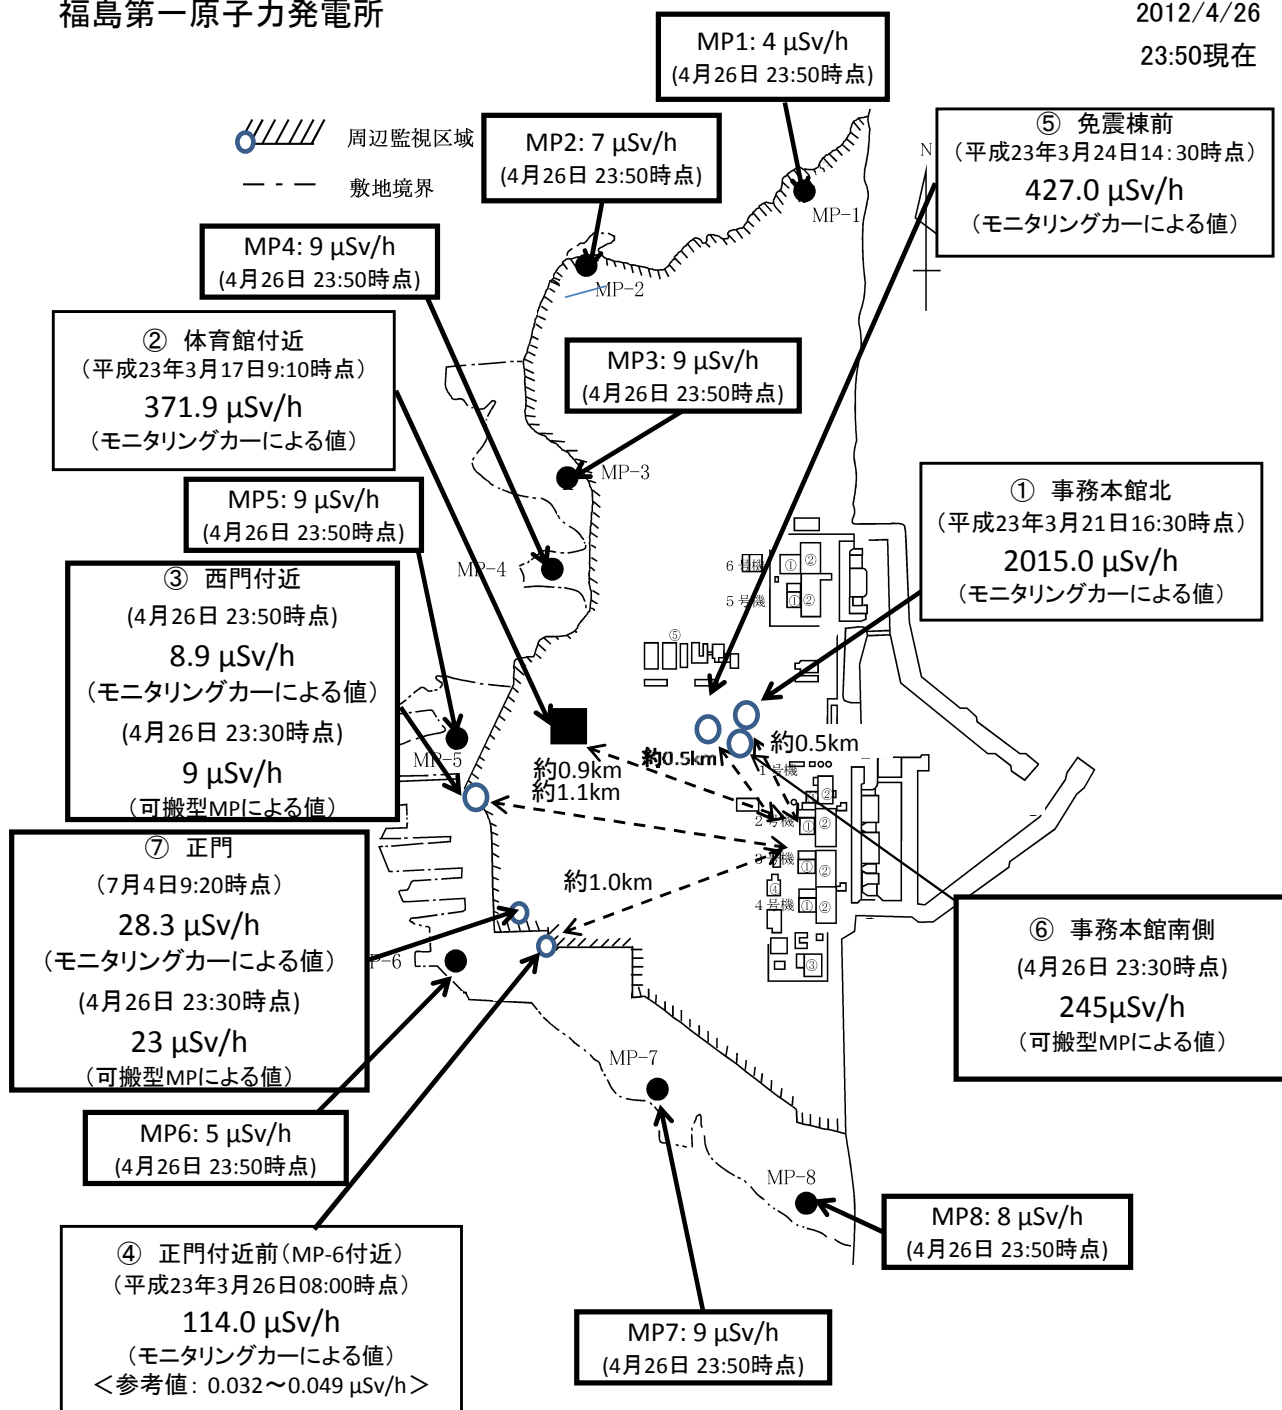 福島第一原子力発電所
2012/4/26
23:50現在
周辺監視区域
敷地境界
MP1: 4 μSv/h
(4月26日 23:50時点)
MP2: 7 μSv/h
(4月26日 23:50時点)
⑤ 免震棟前
(平成23年3月24日14:30時点)
427.0 μSv/h
(モニタリングカーによる値)
N
MP-1
MP4: 9 μSv/h
(4月26日 23:50時点)
MP-2
② 体育館付近
(平成23年3月17日9:10時点)
371.9 μSv/h
(モニタリングカーによる値)
MP3: 9 μSv/h
(4月26日 23:50時点)
MP-3
① 事務本館北
(平成23年3月21日16:30時点)
2015.0 μSv/h
(モニタリングカーによる値)
MP5: 9 μSv/h
(4月26日 23:50時点)
MP-4
③ 西門付近
(4月26日 23:50時点)
8.9 μSv/h
(モニタリングカーによる値)
(4月26日 23:30時点)
9 μSv/h
(可搬型MPによる値)
6号機
① ②
5号機
① ②
⑤
MP-5
約0.9km
約1.1km
約0.5km
約0.5km
1号機
②
2号機
① ②
3号機
① ②
④
4号機
① ②
③
約1.0km
⑦ 正門
(7月4日9:20時点)
28.3 μSv/h
(モニタリングカーによる値)
(4月26日 23:30時点)
23 μSv/h
(可搬型MPによる値)
P-6
⑥ 事務本館南側
(4月26日 23:30時点)
245μSv/h
(可搬型MPによる値)
MP-7
MP6: 5 μSv/h
(4月26日 23:50時点)
MP-8
MP8: 8 μSv/h
(4月26日 23:50時点)
④ 正門付近前(MP-6付近)
(平成23年3月26日08:00時点)
114.0 μSv/h
(モニタリングカーによる値)
<参考値: 0.032~0.049 μSv/h>
MP7: 9 μSv/h
(4月26日 23:50時点)